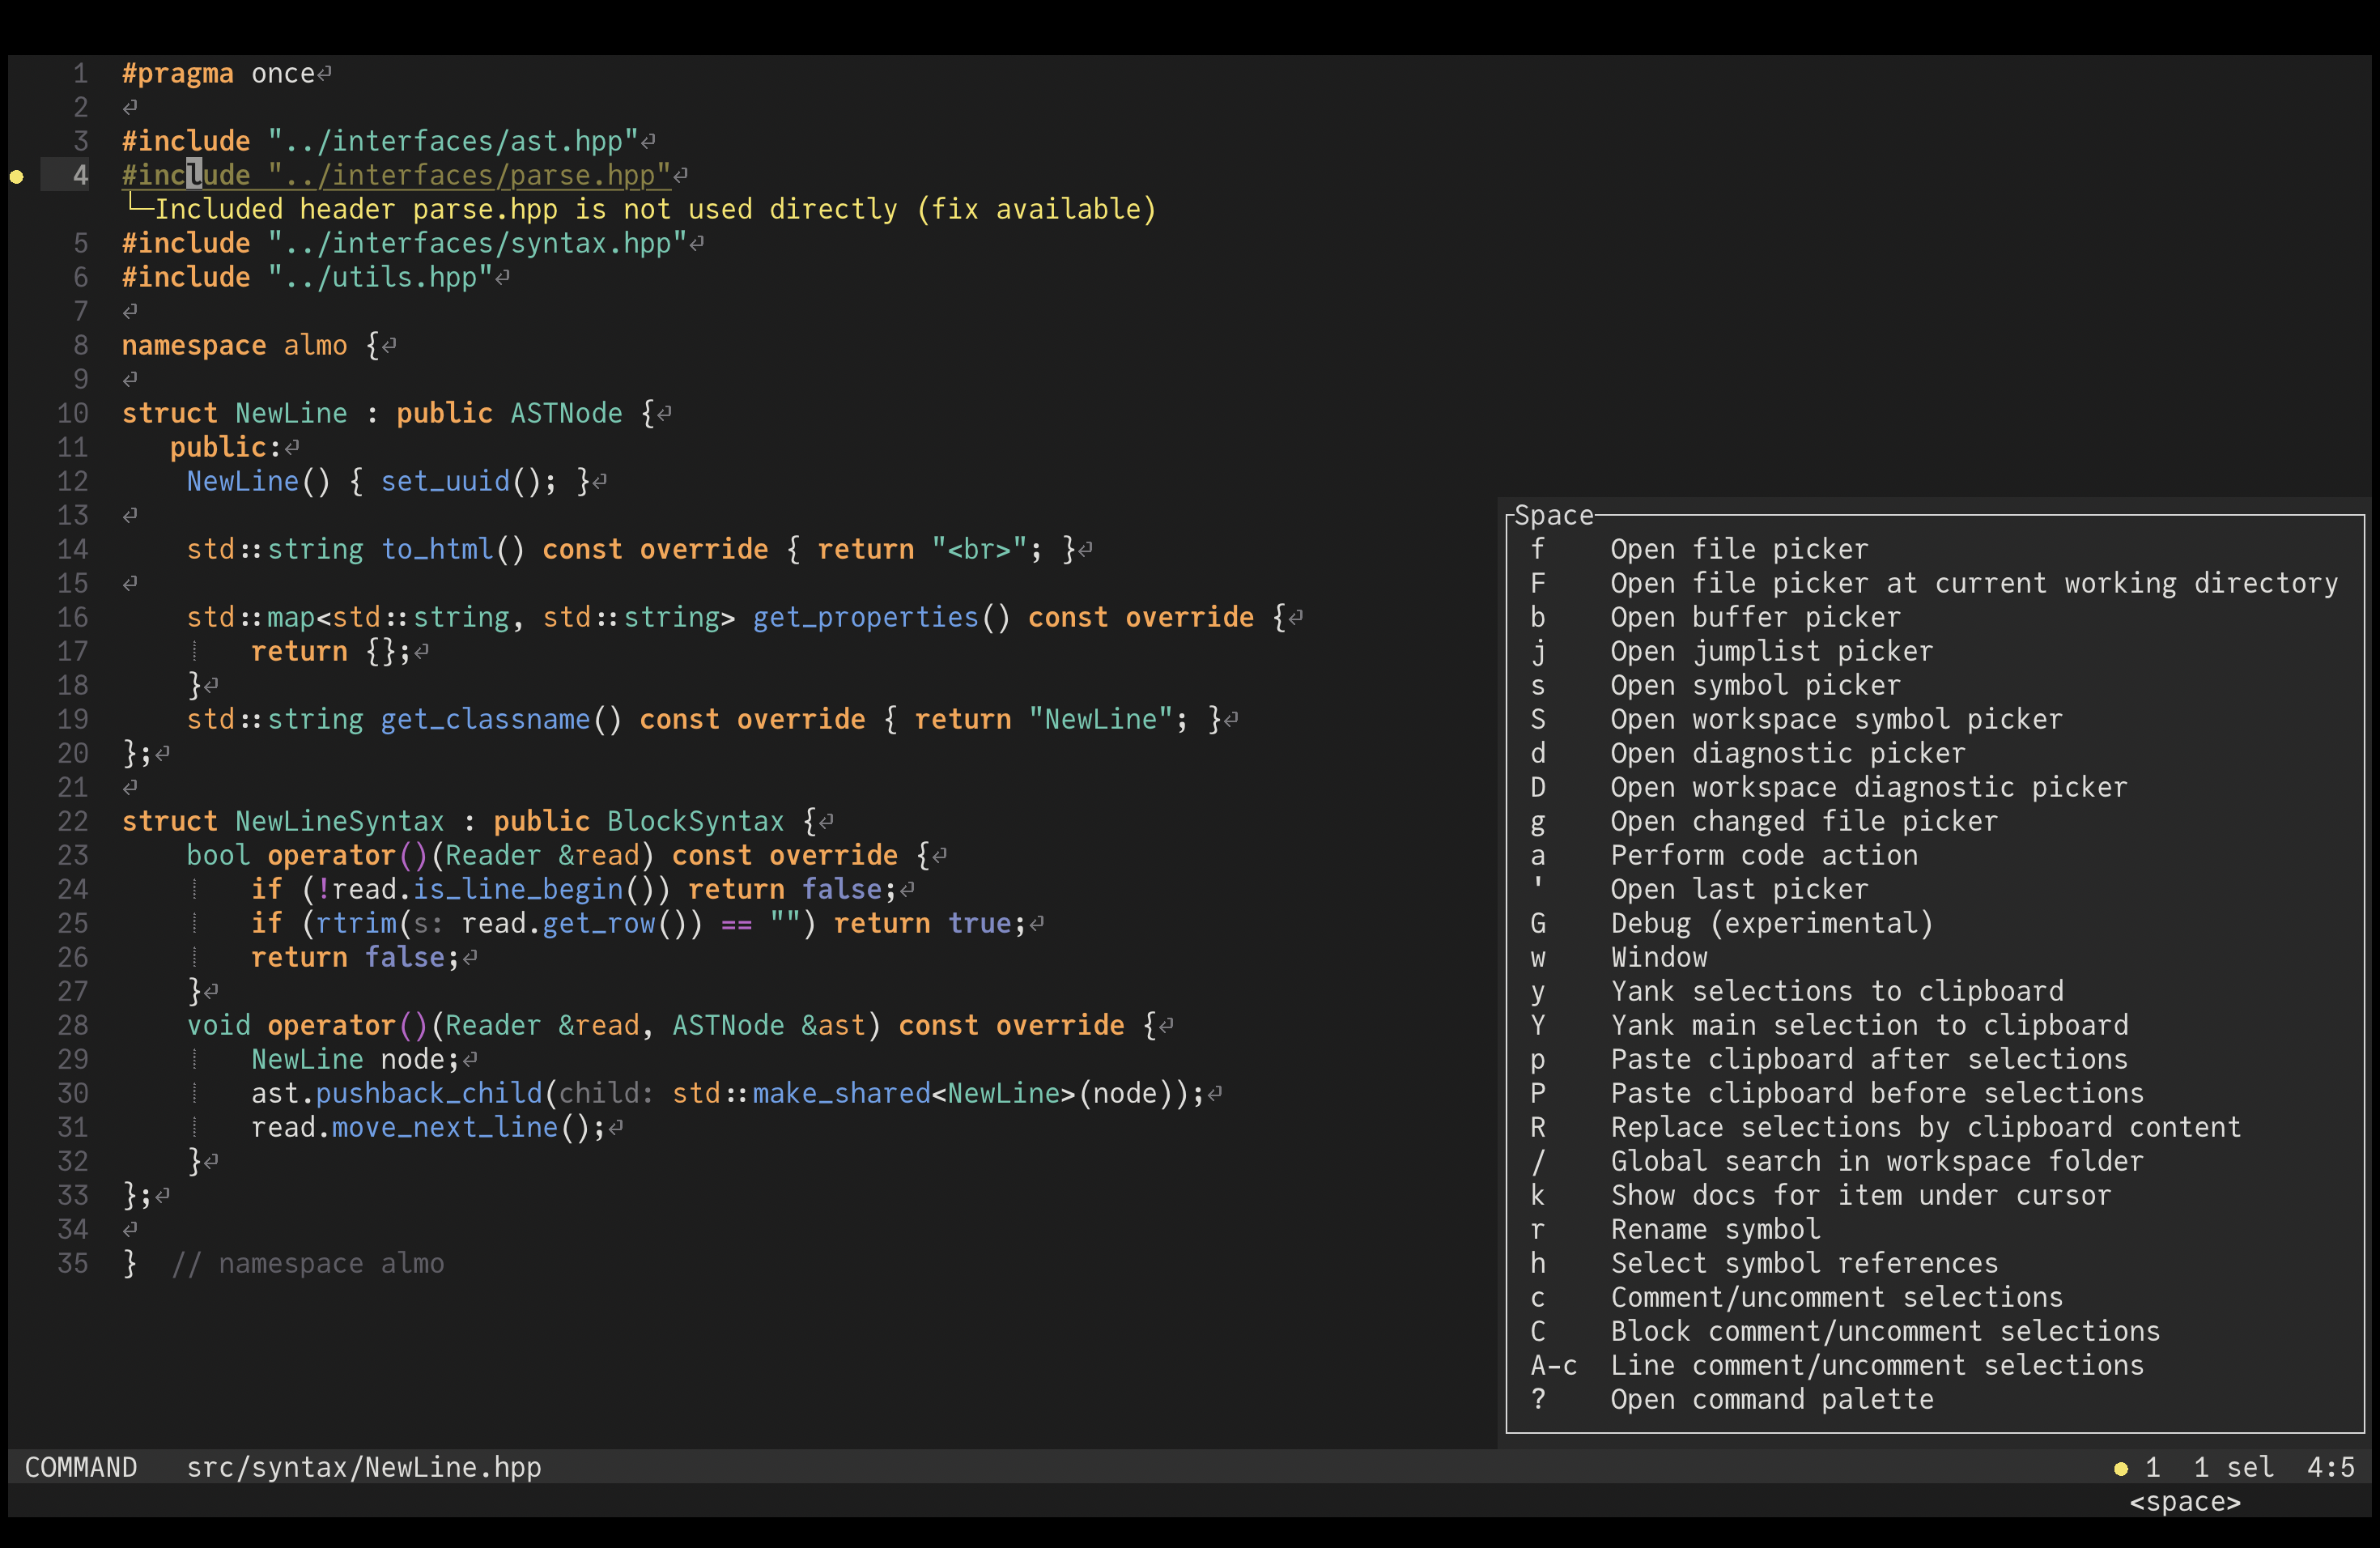 1 #pragma once⏎
2 ⏎
3 #include "../interfaces/ast.hpp"⏎
4 #include "../interfaces/parse.hpp"⏎
└─Included header parse.hpp is not used directly (fix available)
5 #include "../interfaces/syntax.hpp"⏎
6 #include "../utils.hpp"⏎
7 ⏎
8 namespace almo {⏎
9 ⏎
10 struct NewLine : public ASTNode {⏎
11    public:⏎
12     NewLine() { set_uuid(); }⏎
13 ⏎
14     std::string to_html() const override { return "<br>"; }⏎
15 ⏎
16     std::map<std::string, std::string> get_properties() const override {⏎
17         return {};⏎
18     }⏎
19     std::string get_classname() const override { return "NewLine"; }⏎
20 };⏎
21 ⏎
22 struct NewLineSyntax : public BlockSyntax {⏎
23     bool operator()(Reader &read) const override {⏎
24         if (!read.is_line_begin()) return false;⏎
25         if (rtrim(s: read.get_row()) == "") return true;⏎
26         return false;⏎
27     }⏎
28     void operator()(Reader &read, ASTNode &ast) const override {⏎
29         NewLine node;⏎
30         ast.pushback_child(child: std::make_shared<NewLine>(node));⏎
31         read.move_next_line();⏎
32     }⏎
33 };⏎
34 ⏎
35 }  // namespace almo
Space
f Open file picker
F Open file picker at current working directory
b Open buffer picker
j Open jumplist picker
s Open symbol picker
S Open workspace symbol picker
d Open diagnostic picker
D Open workspace diagnostic picker
g Open changed file picker
a Perform code action
' Open last picker
G Debug (experimental)
w Window
y Yank selections to clipboard
Y Yank main selection to clipboard
p Paste clipboard after selections
P Paste clipboard before selections
R Replace selections by clipboard content
/ Global search in workspace folder
k Show docs for item under cursor
r Rename symbol
h Select symbol references
c Comment/uncomment selections
C Block comment/uncomment selections
A-c Line comment/uncomment selections
? Open command palette
COMMAND src/syntax/NewLine.hpp ● 1 1 sel 4:5
<space>